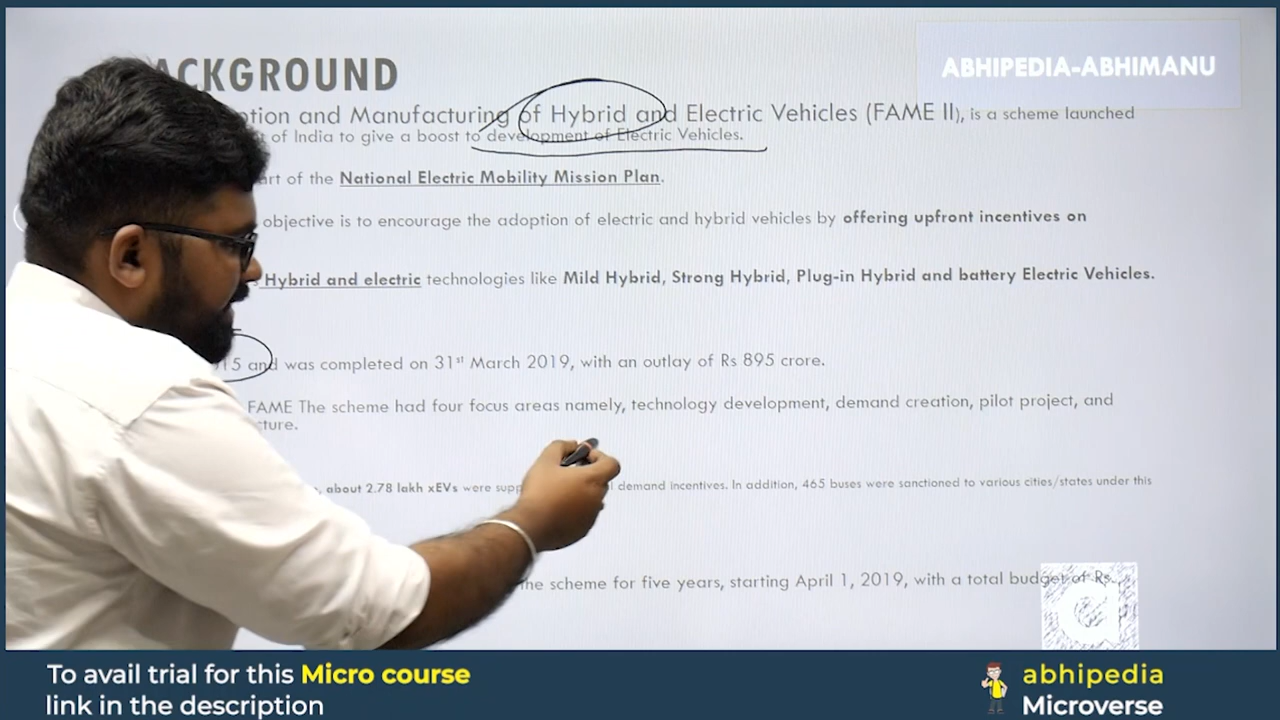 ACKGROUND
ABHIPEDIA-ABHIMANU
ption and Manufacturing of Hybrid and Electric Vehicles (FAME II), is a scheme launched
t of India to give a boost to development of Electric Vehicles.
art of the National Electric Mobility Mission Plan.
objective is to encourage the adoption of electric and hybrid vehicles by offering upfront incentives on
Hybrid and electric technologies like Mild Hybrid, Strong Hybrid, Plug-in Hybrid and battery Electric Vehicles.
15 and was completed on 31st March 2019, with an outlay of Rs 895 crore.
FAME The scheme had four focus areas namely, technology development, demand creation, pilot project, and
cture.
, about 2.78 lakh xEVs were supp demand incentives. In addition, 465 buses were sanctioned to various cities/states under this
he scheme for five years, starting April 1, 2019, with a total budget of Rs.
To avail trial for this Micro course
link in the description
abhipedia
Microverse